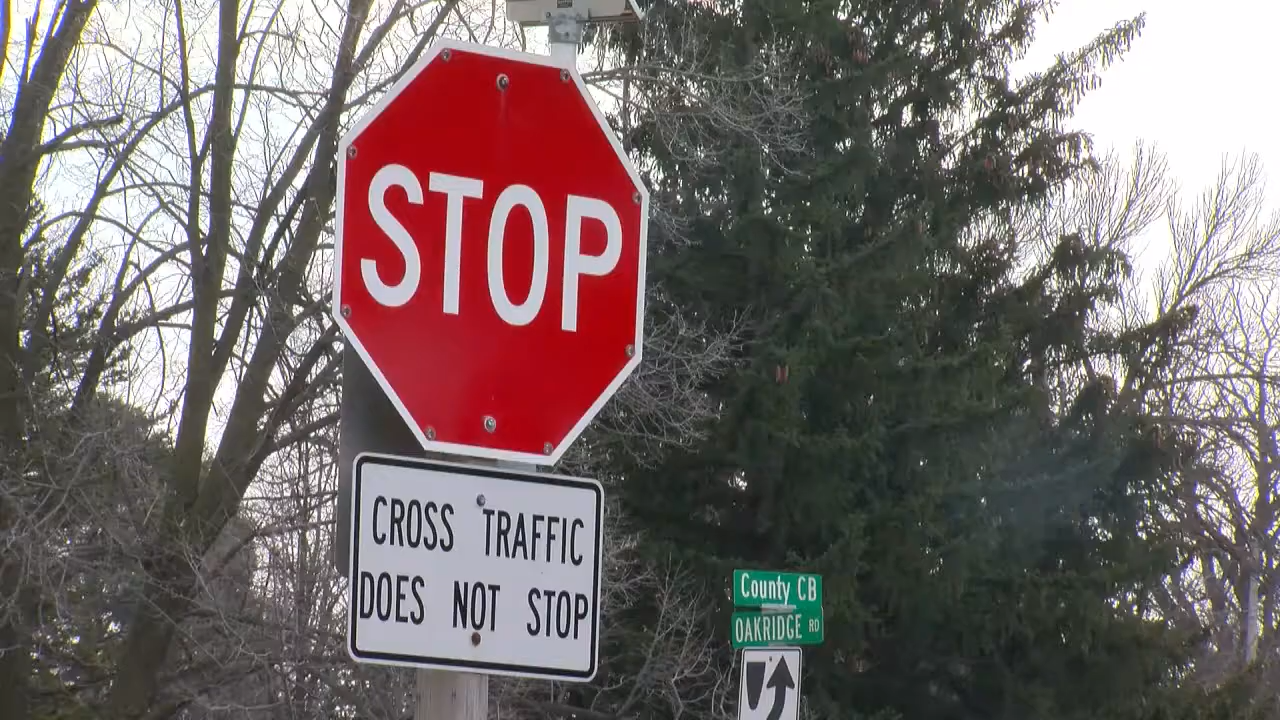 STOP
CROSS TRAFFIC
DOES NOT STOP
County CB
OAKRIDGE RD